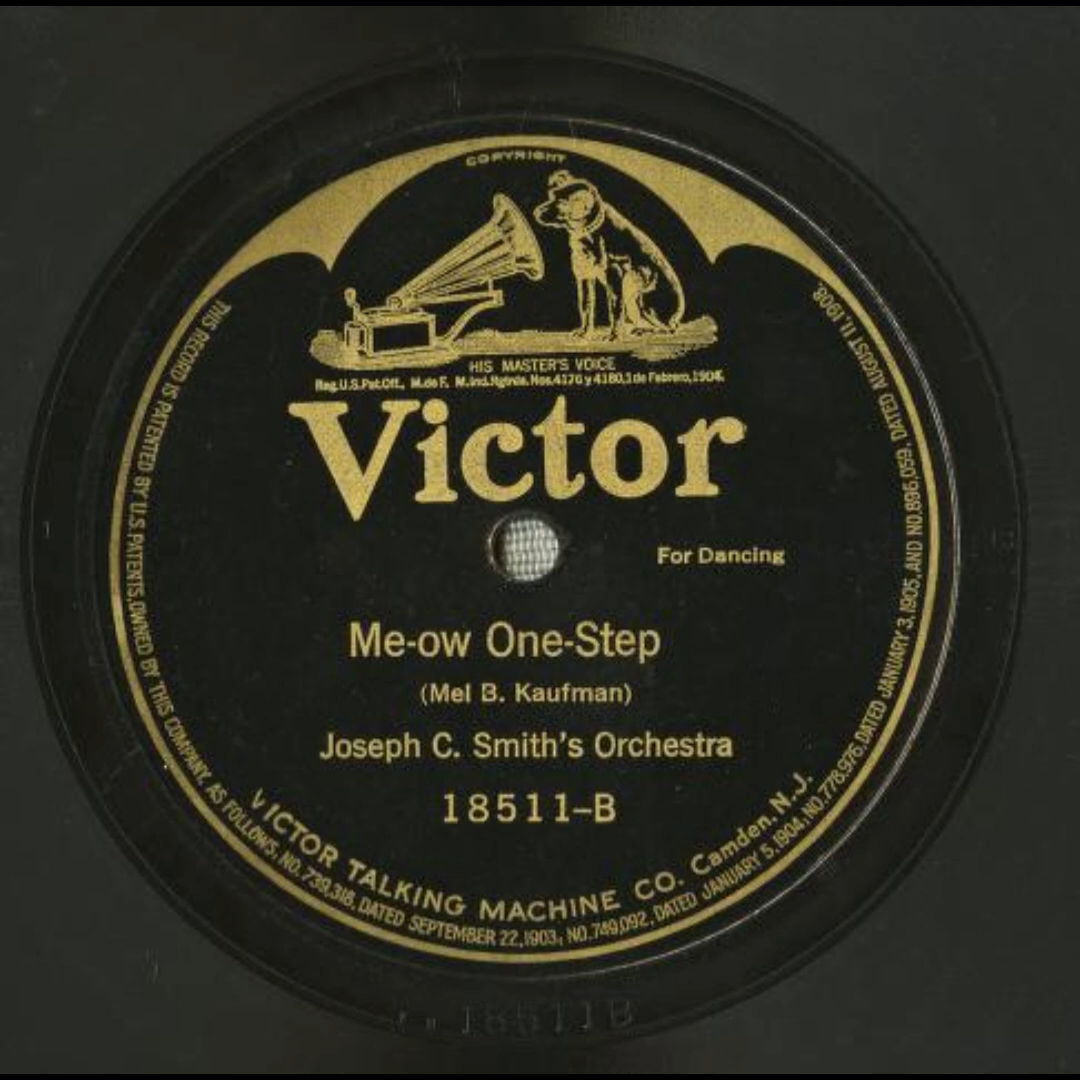 COPYRIGHT
HIS MASTER'S VOICE
Reg.U.S.Pat.Off., M.de F. M.Ind.Rgtrda.Nos.4176 y 4180,1 de Febrero,1904.
Victor
For Dancing
Me-ow One-Step
(Mel B. Kaufman)
Joseph C. Smith's Orchestra
18511-B
VICTOR TALKING MACHINE CO. Camden, N.J.
THIS RECORD IS PATENTED BY U.S. PATENTS, OWNED BY THIS COMPANY, AS FOLLOWS, NO. 739,318, DATED SEPTEMBER 22, 1903, NO. 749,092, DATED JANUARY 5, 1904, NO. 778,976, DATED JANUARY 3, 1905, AND NO. 896,059, DATED AUGUST 11, 1908.
18511B